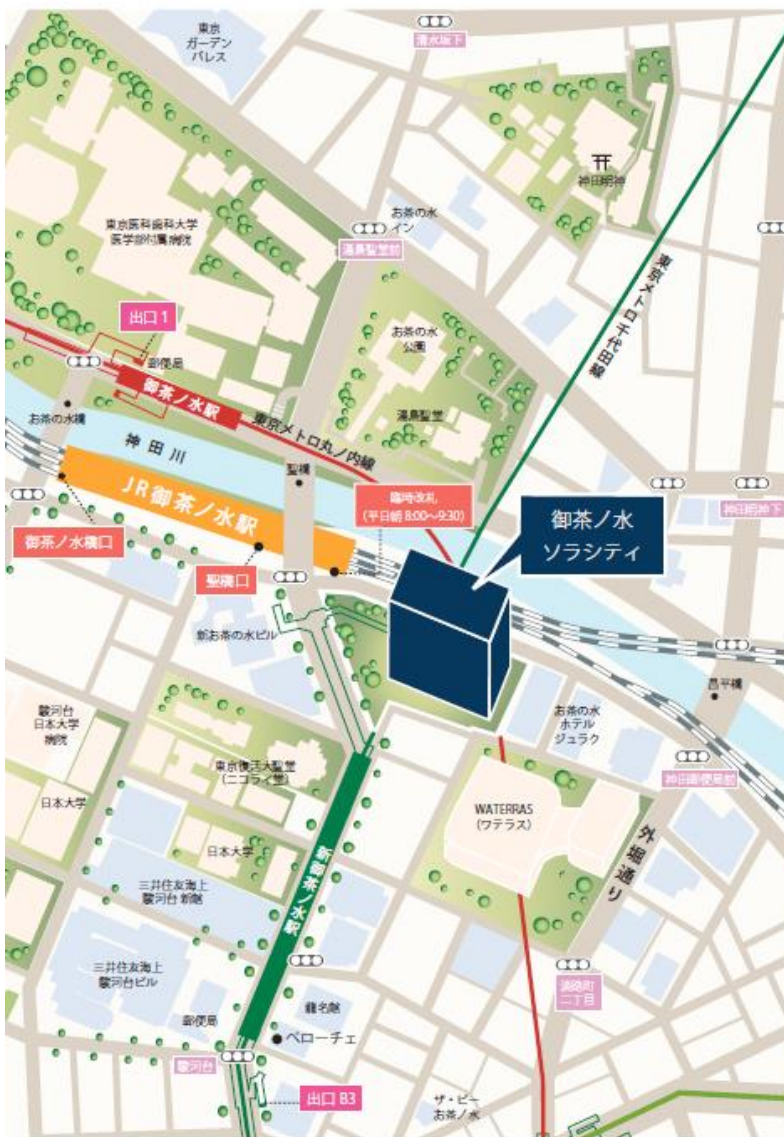 東京
ガーデン
パレス
清水坂下
神田明神
お茶の水
イン
湯島聖堂前
東京医科歯科大学
医学部付属病院
東京メトロ千代田線
出口1
お茶の水
公園
郵便局
御茶ノ水駅
東京メトロ丸ノ内線
湯島聖堂
お茶の水橋
神田川
聖橋
JR御茶ノ水駅
臨時改札
(平日朝 8:00～9:30)
御茶ノ水
ソラシティ
神田明神下
御茶ノ水橋口
聖橋口
新お茶の水ビル
昌平橋
駿河台
日本大学
病院
お茶の水
ホテル
ジュラク
東京復活大聖堂
(ニコライ堂)
神田郵便局前
日本大学
WATERRAS
(ワテラス)
外堀通り
日本大学
新御茶ノ水駅
三井住友海上
駿河台 新館
三井住友海上
駿河台ビル
淡路町
二丁目
龍名館
郵便局
ベローチェ
駿河台
出口 B3
ザ・ビー
お茶ノ水